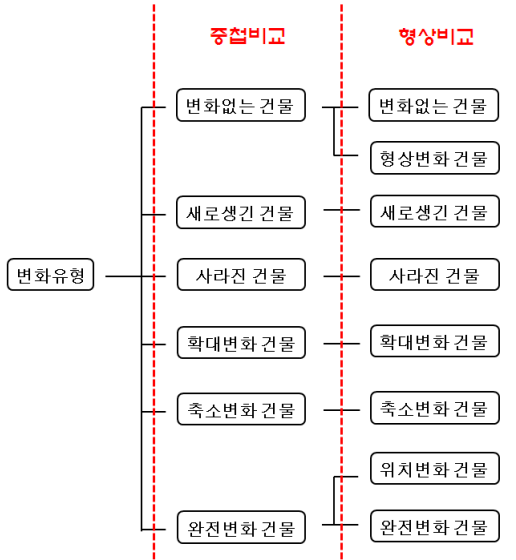 중첩비교
형상비교
변화없는 건물
변화없는 건물
형상변화 건물
새로생긴 건물
새로생긴 건물
변화유형
사라진 건물
사라진 건물
확대변화 건물
확대변화 건물
축소변화 건물
축소변화 건물
위치변화 건물
완전변화 건물
완전변화 건물